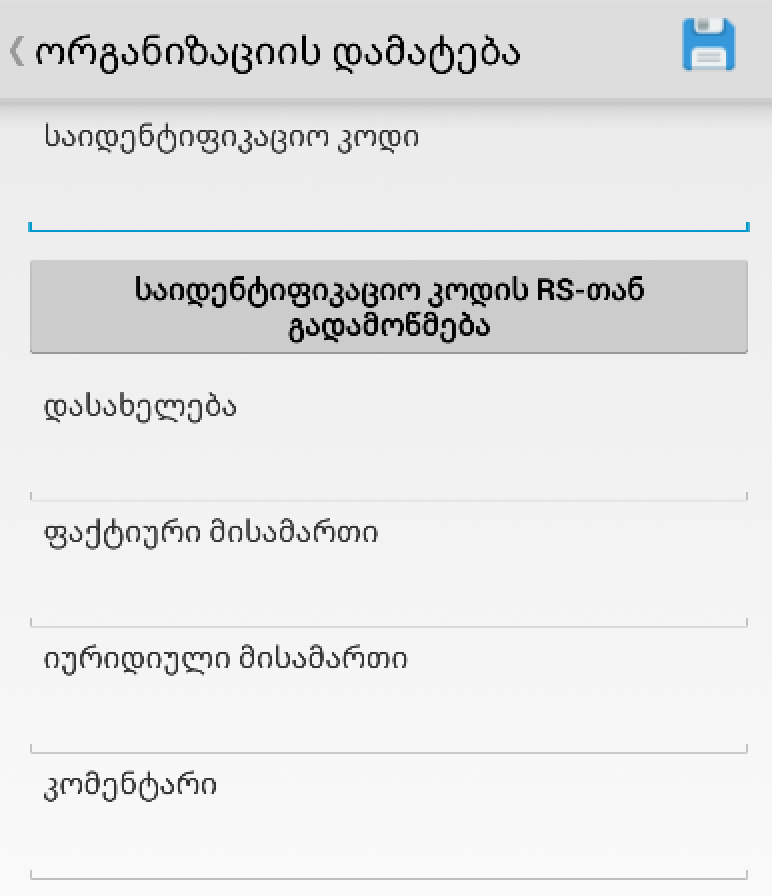 ორგანიზაციის დამატება
საიდენტიფიკაციო კოდი
საიდენტიფიკაციო კოდის RS-თან
გადამოწმება
დასახელება
ფაქტიური მისამართი
იურიდიული მისამართი
კომენტარი